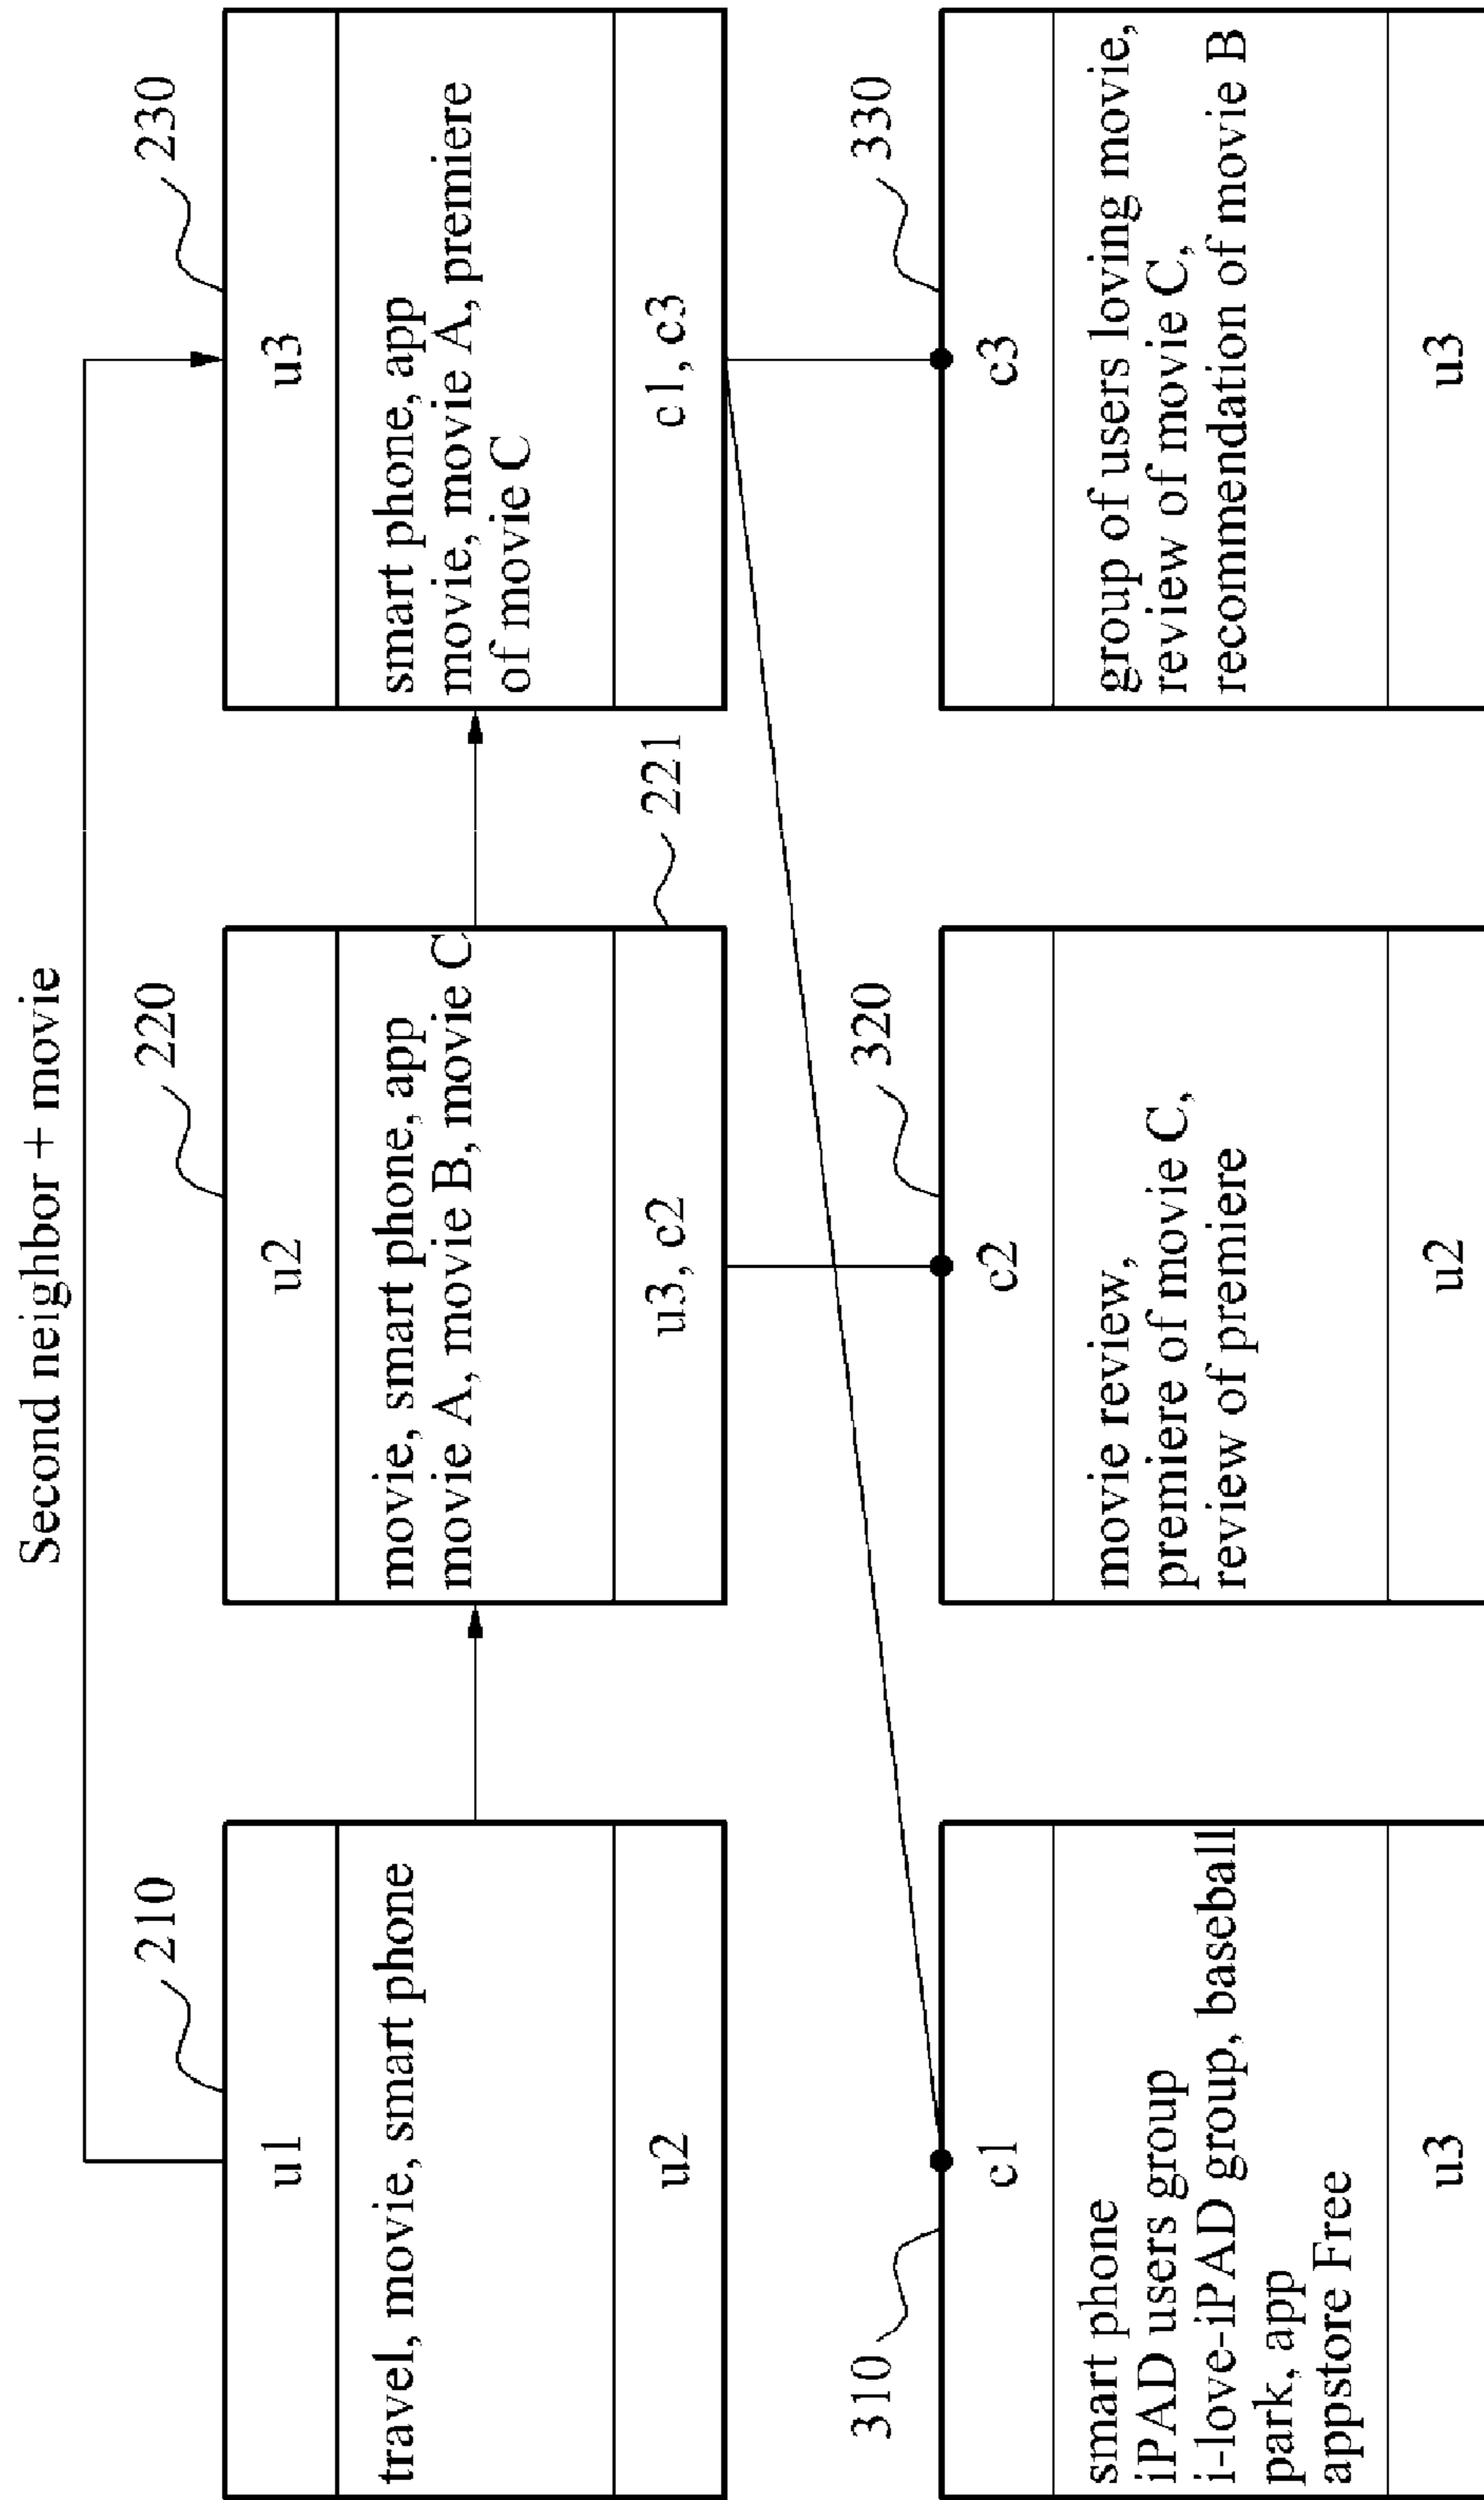 Second neighbor + movie
210
220
230
u1
travel, movie, smart phone
u2
u2
movie, smart phone, app
movie A, movie B, movie C
u3, c2
221
u3
smart phone, app
movie, movie A, premiere
of movie C
c1, c3
310
320
330
c1
smart phone
iPAD users group
i-love-iPAD group, baseball
park, app
appstore Free
u3
c2
movie review,
premiere of movie C,
review of premiere
u2
c3
group of users loving movie,
review of movie C,
recommendation of movie B
u3